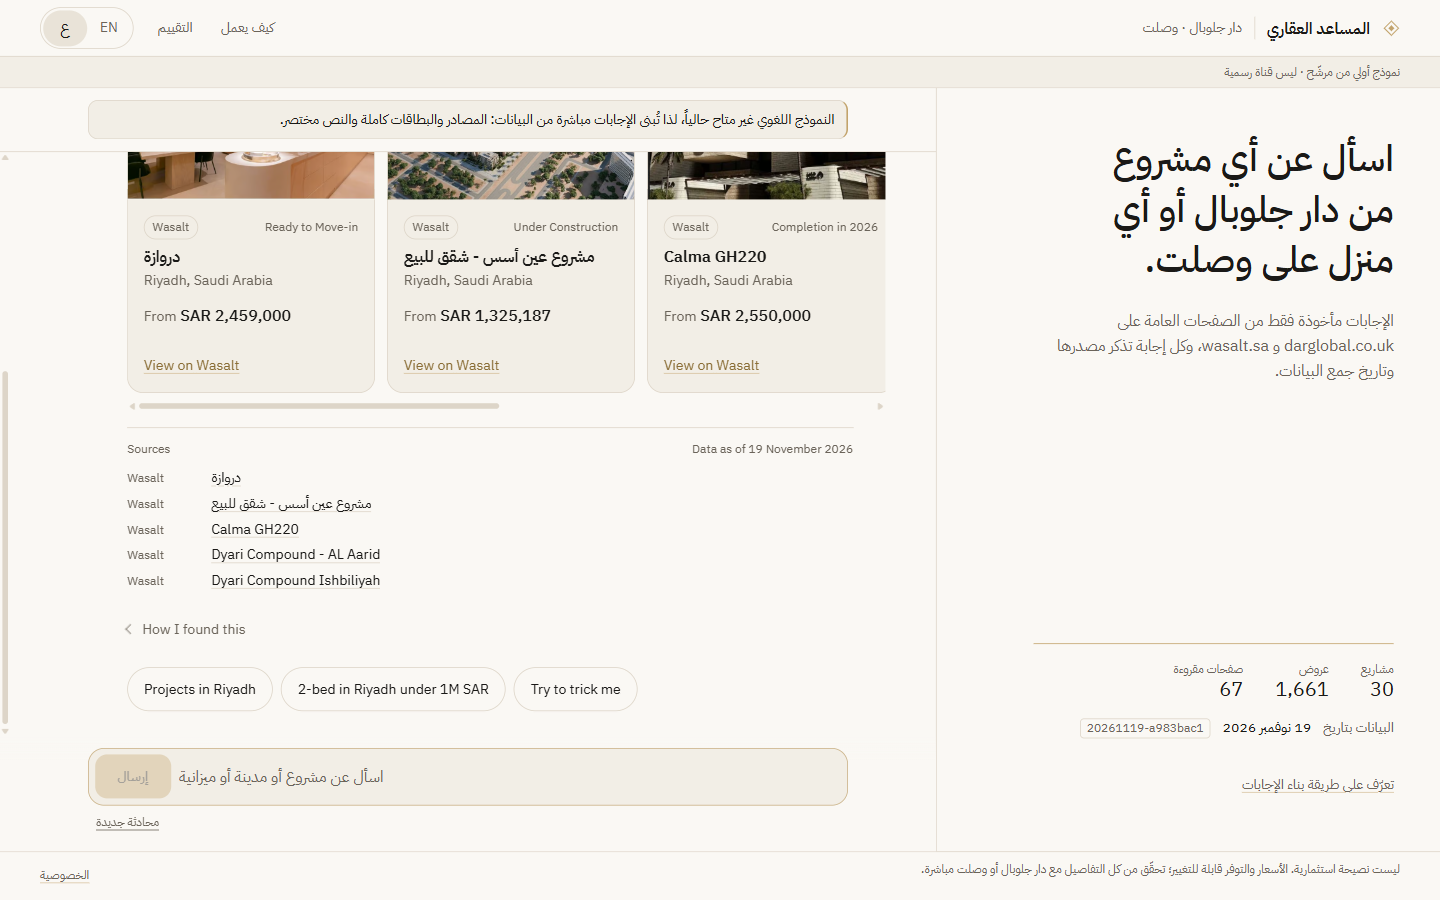 المساعد العقاري
دار جلوبال · وصلت
كيف يعمل
التقييم
EN
ع
نموذج أولي من مرشّح · ليس قناة رسمية
اسأل عن أي مشروع
من دار جلوبال أو أي
منزل على وصلت.
الإجابات مأخوذة فقط من الصفحات العامة على
darglobal.co.uk و wasalt.sa، وكل إجابة تذكر مصدرها
وتاريخ جمع البيانات.
مشاريع
30
عروض
1,661
صفحات مقروءة
67
البيانات بتاريخ 19 نوفمبر 2026 20261119-a983bac1
تعرّف على طريقة بناء الإجابات
النموذج اللغوي غير متاح حالياً، لذا تُبنى الإجابات مباشرة من البيانات: المصادر والبطاقات كاملة والنص مختصر.
Wasalt
Ready to Move-in
دروازة
Riyadh, Saudi Arabia
From SAR 2,459,000
View on Wasalt
Wasalt
Under Construction
مشروع عين أسس - شقق للبيع
Riyadh, Saudi Arabia
From SAR 1,325,187
View on Wasalt
Wasalt
Completion in 2026
Calma GH220
Riyadh, Saudi Arabia
From SAR 2,550,000
View on Wasalt
Sources
Data as of 19 November 2026
Wasalt دروازة
Wasalt مشروع عين أسس - شقق للبيع
Wasalt Calma GH220
Wasalt Dyari Compound - AL Aarid
Wasalt Dyari Compound Ishbiliyah
How I found this
Projects in Riyadh
2-bed in Riyadh under 1M SAR
Try to trick me
اسأل عن مشروع أو مدينة أو ميزانية
إرسال
محادثة جديدة
ليست نصيحة استثمارية. الأسعار والتوفر قابلة للتغيير؛ تحقّق من كل التفاصيل مع دار جلوبال أو وصلت مباشرة.
الخصوصية